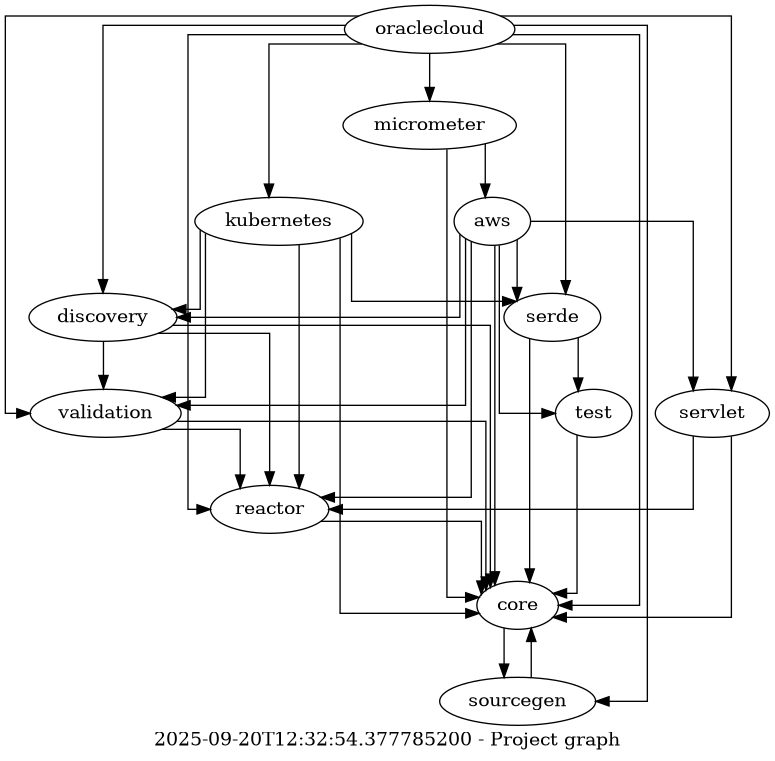 oraclecloud
micrometer
kubernetes
aws
discovery
serde
validation
test
servlet
reactor
core
sourcegen
2025-09-20T12:32:54.377785200 - Project graph